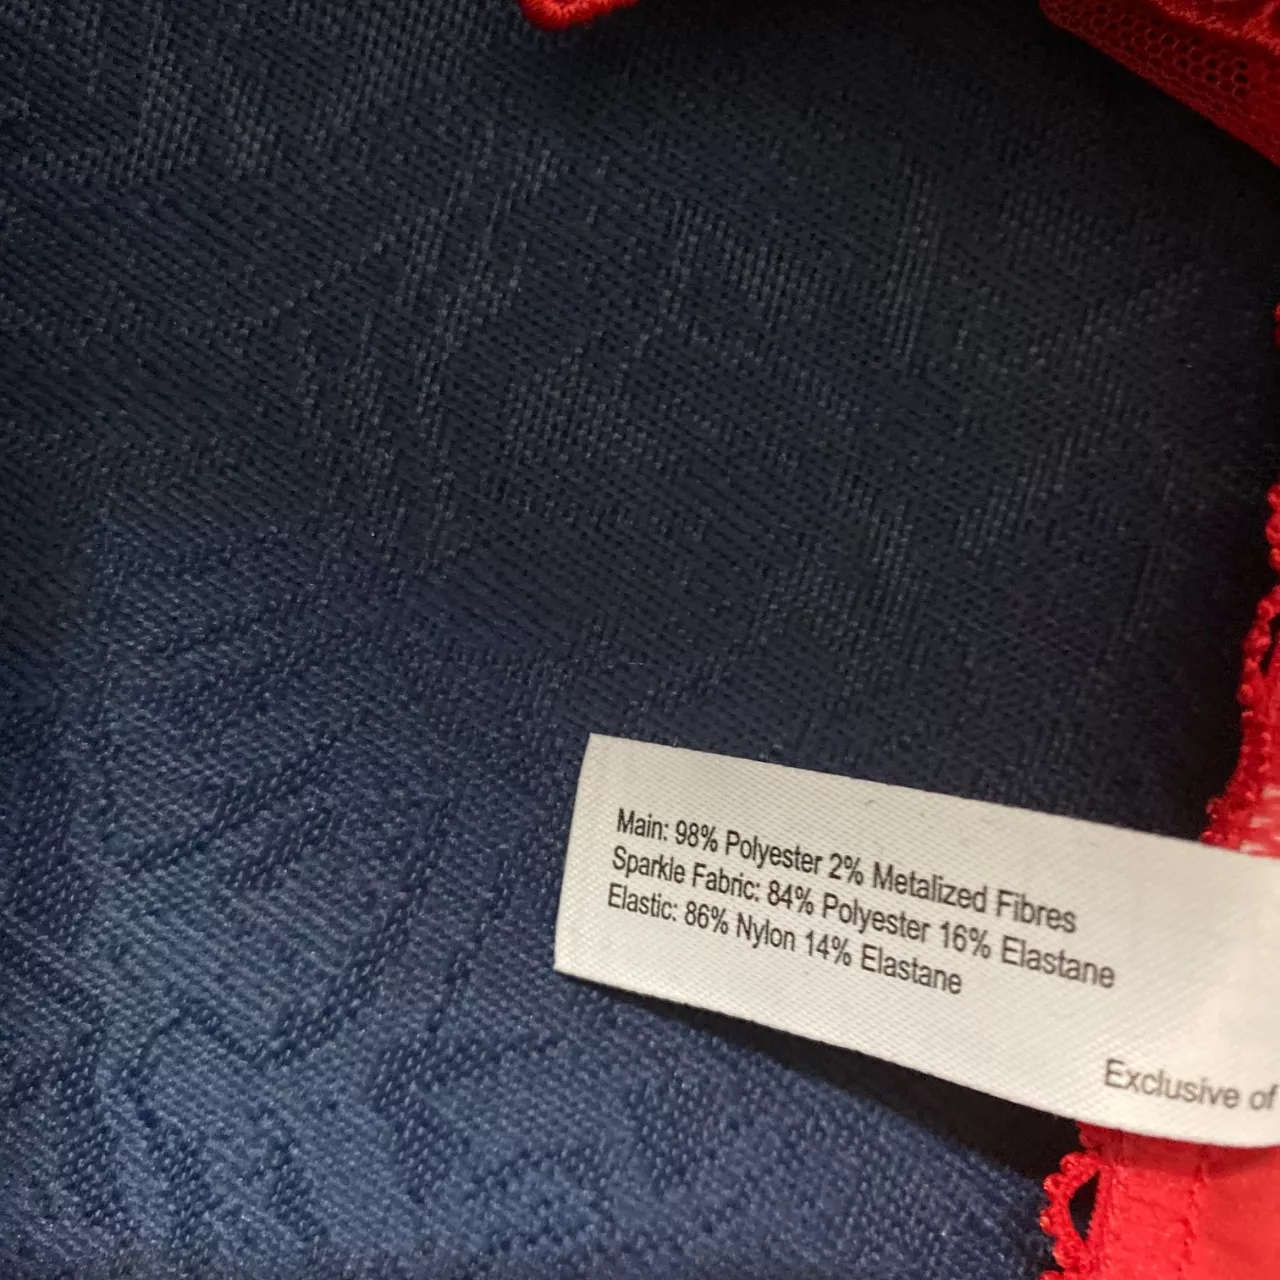 Main: 98% Polyester 2% Metalized Fibres
Sparkle Fabric: 84% Polyester 16% Elastane
Elastic: 86% Nylon 14% Elastane
Exclusive of